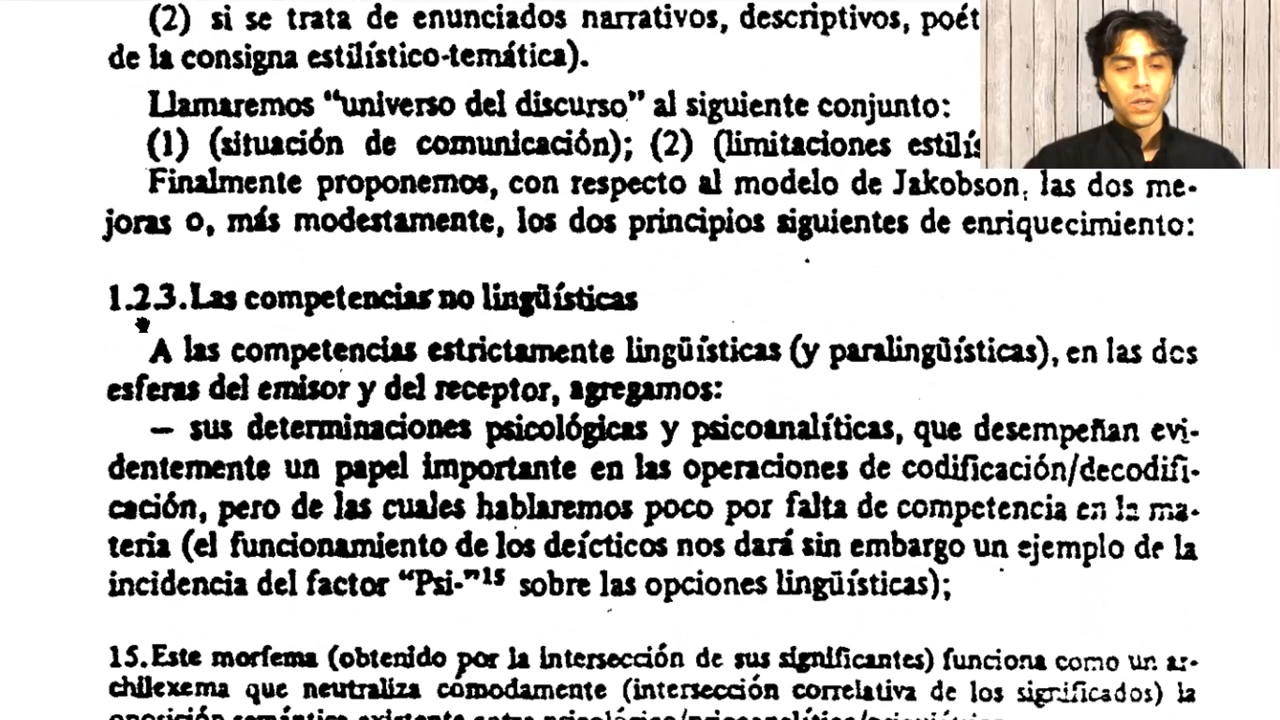 (2) si se trata de enunciados narrativos, descriptivos, poét
de la consigna estilístico-temática).
Llamaremos “universo del discurso” al siguiente conjunto:
(1) (situación de comunicación); (2) (limitaciones estilís
Finalmente proponemos, con respecto al modelo de Jakobson, las dos me-
joras o, más modestamente, los dos principios siguientes de enriquecimiento:
1.2.3. Las competencias no lingüísticas
A las competencias estrictamente lingüísticas (y paralingüísticas), en las dos
esferas del emisor y del receptor, agregamos:
— sus determinaciones psicológicas y psicoanalíticas, que desempeñan evi-
dentemente un papel importante en las operaciones de codificación/decodifi-
cación, pero de las cuales hablaremos poco por falta de competencia en la ma-
teria (el funcionamiento de los deícticos nos dará sin embargo un ejemplo de la
incidencia del factor “Psi-”15 sobre las opciones lingüísticas);
15. Este morfema (obtenido por la intersección de sus significantes) funciona como un ar-
chilexema que neutraliza cómodamente (intersección correlativa de los significados) la
oposición semántica existente entre psicológico/psicoanalítico/psiquiátrico